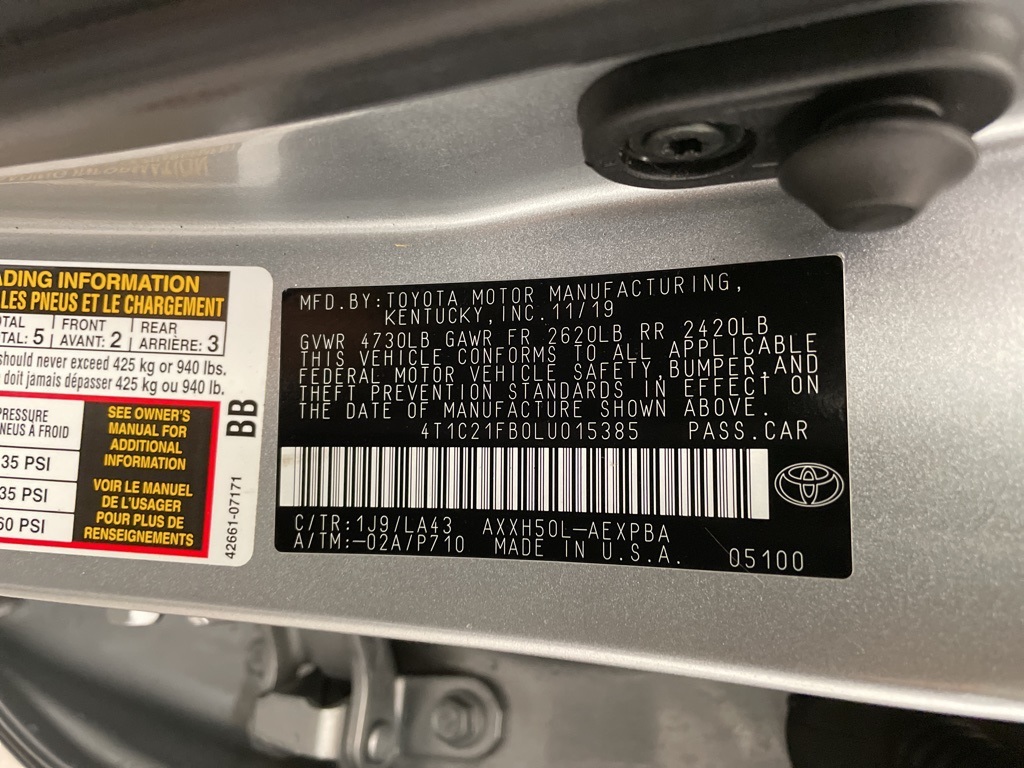 ADING INFORMATION
LES PNEUS ET LE CHARGEMENT
OTAL FRONT REAR
TAL: 5 AVANT: 2 ARRIÈRE: 3
should never exceed 425 kg or 940 lbs.
doit jamais dépasser 425 kg ou 940 lb.
PRESSURE
NEUS À FROID
35 PSI
35 PSI
60 PSI
SEE OWNER'S
MANUAL FOR
ADDITIONAL
INFORMATION
VOIR LE MANUEL
DE L'USAGER
POUR PLUS DE
RENSEIGNEMENTS
BB
42661-07171
MFD.BY:TOYOTA MOTOR MANUFACTURING,
KENTUCKY,INC.11/19
GVWR 4730LB GAWR FR 2620LB RR 2420LB
THIS VEHICLE CONFORMS TO ALL APPLICABLE
FEDERAL MOTOR VEHICLE SAFETY,BUMPER,AND
THEFT PREVENTION STANDARDS IN EFFECT ON
THE DATE OF MANUFACTURE SHOWN ABOVE.
4T1C21FB0LU015385 PASS.CAR
C/TR:1J9/LA43 AXXH50L-AEXPBA
A/TM:-02A7P710 MADE IN U.S.A. 05100